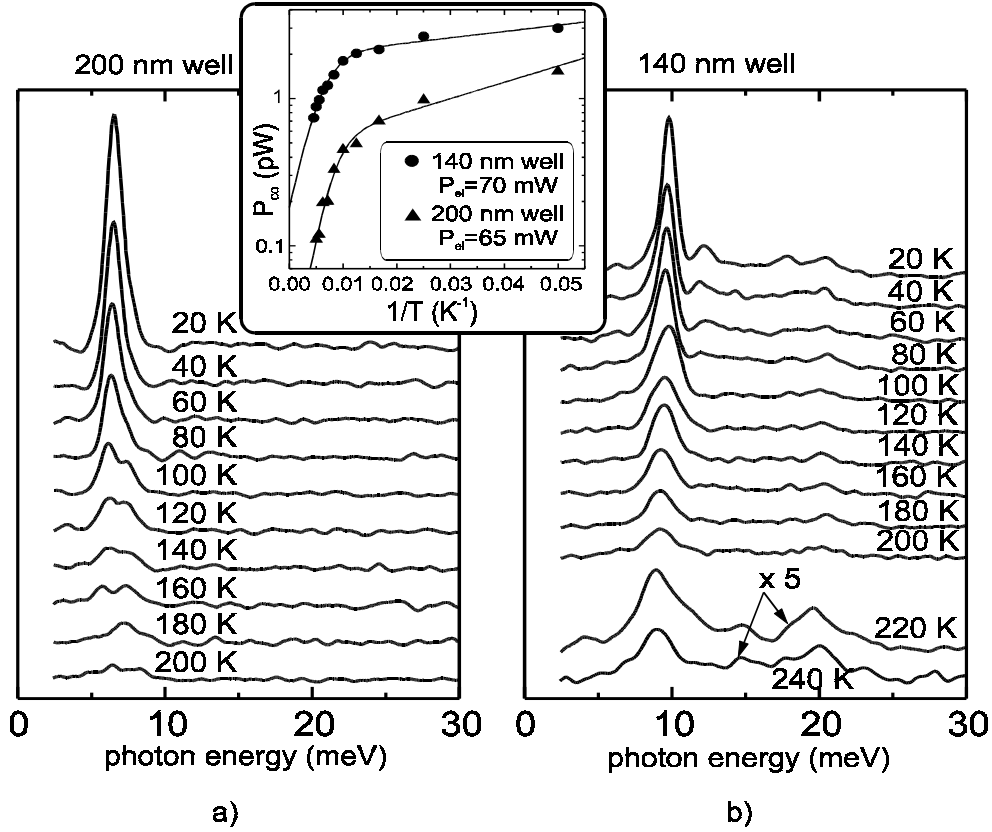 200 nm well
140 nm well
1
0.1
P∞ (pW)
140 nm well
Pel=70 mW
200 nm well
Pel=65 mW
0.00 0.01 0.02 0.03 0.04 0.05
1/T (K-1)
20 K
40 K
60 K
80 K
100 K
120 K
140 K
160 K
180 K
200 K
0 10 20 30
photon energy (meV)
a)
20 K
40 K
60 K
80 K
100 K
120 K
140 K
160 K
180 K
200 K
x 5
220 K
240 K
0 10 20 30
photon energy (meV)
b)